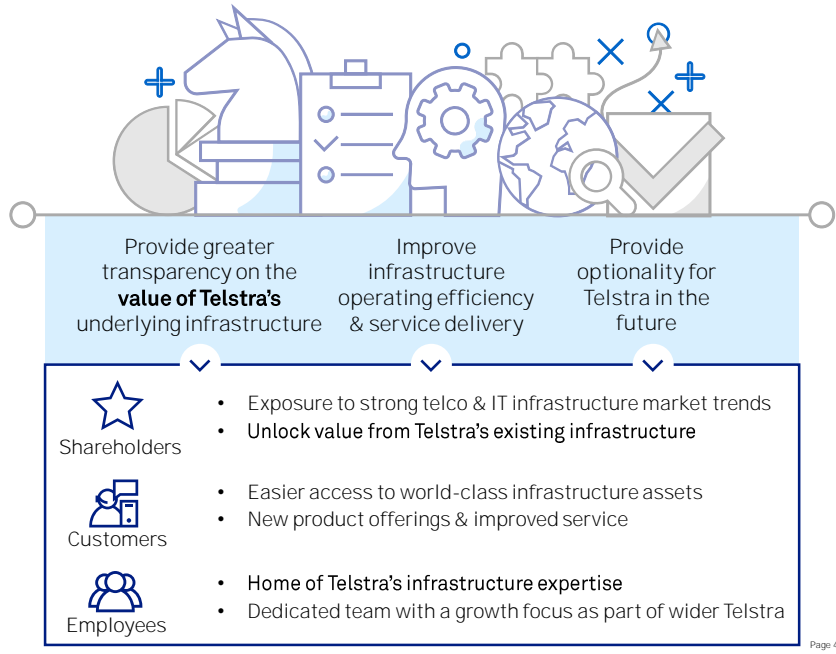 Provide greater
transparency on the
value of Telstra's
underlying infrastructure
Improve
infrastructure
operating efficiency
& service delivery
Provide
optionality for
Telstra in the
future
Shareholders
• Exposure to strong telco & IT infrastructure market trends
• Unlock value from Telstra's existing infrastructure
Customers
• Easier access to world-class infrastructure assets
• New product offerings & improved service
Employees
• Home of Telstra's infrastructure expertise
• Dedicated team with a growth focus as part of wider Telstra
Page